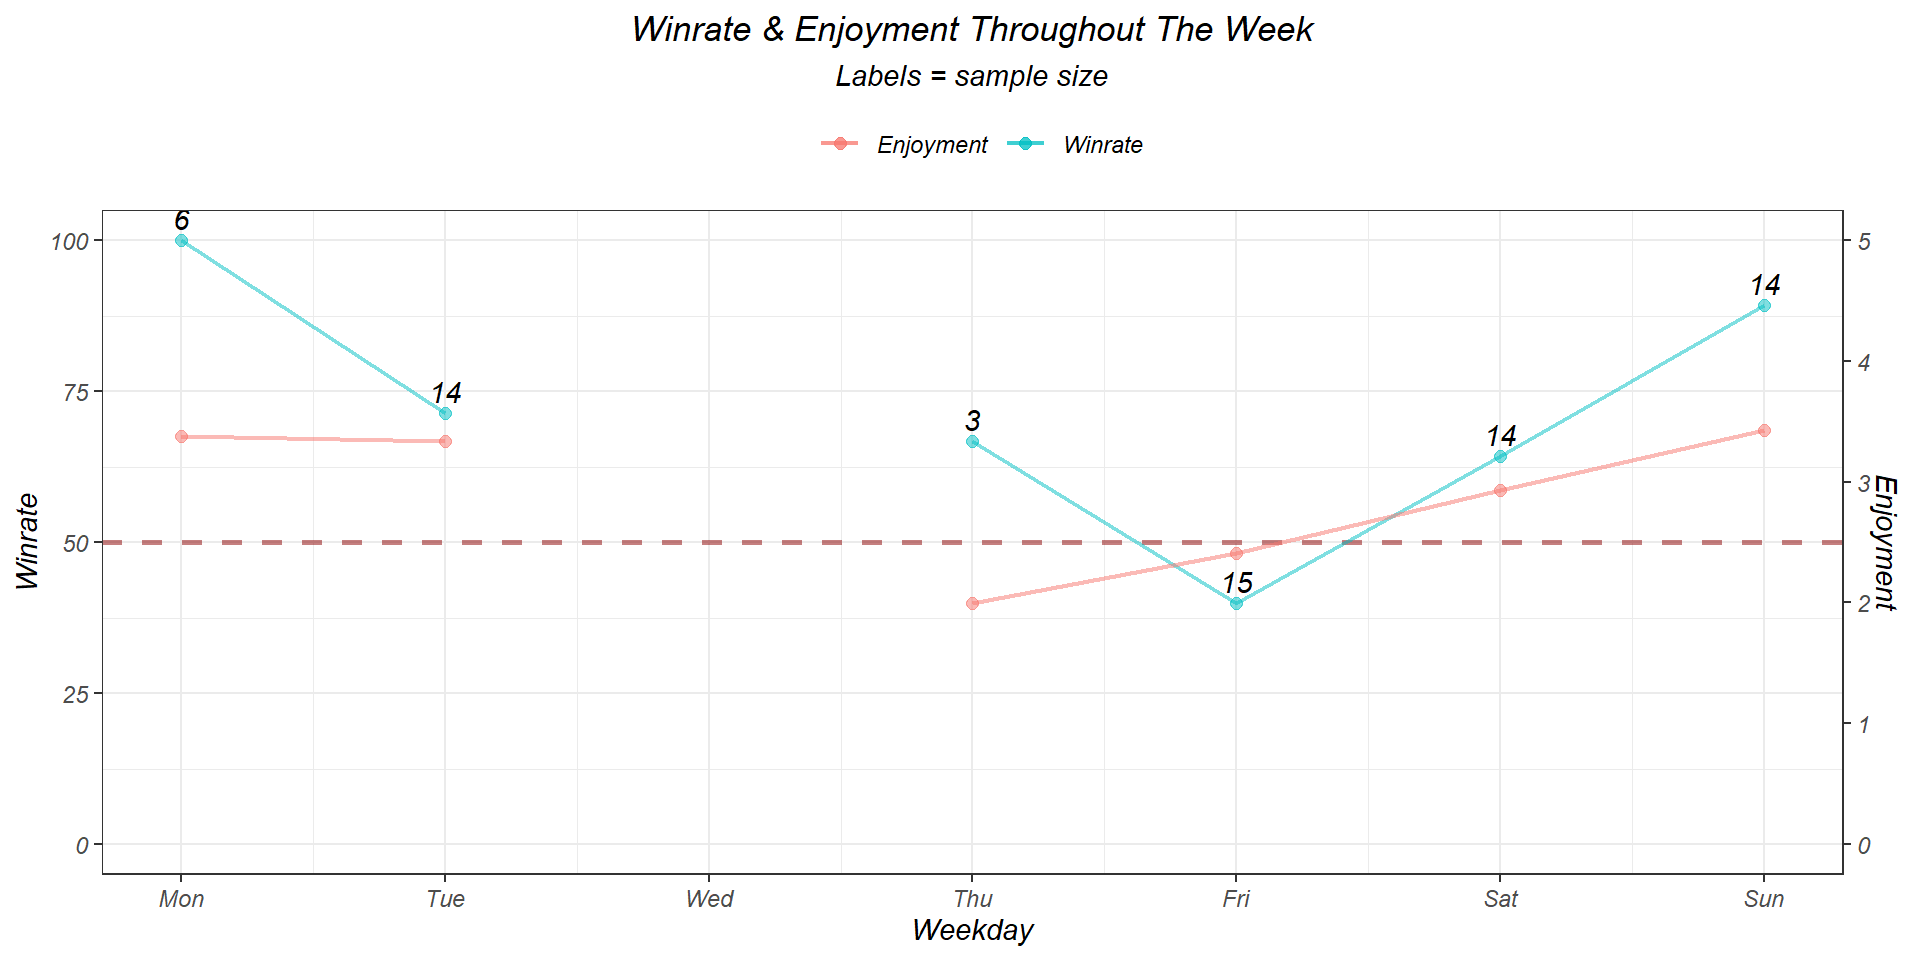 Winrate & Enjoyment Throughout The Week
Labels = sample size
Enjoyment Winrate
6
14
3
15
14
14
100
75
50
25
0
Winrate
5
4
3
2
1
0
Enjoyment
Mon Tue Wed Thu Fri Sat Sun
Weekday